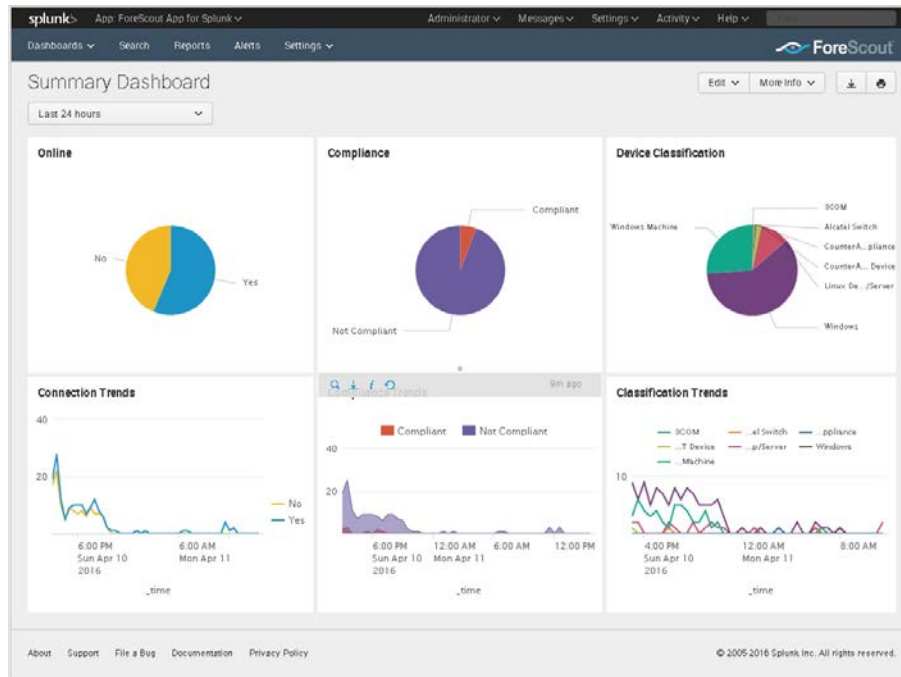 splunk> App: ForeScout App for Splunk Administrator Messages Settings Activity Help
Dashboards Search Reports Alerts Settings ForeScout
Summary Dashboard
Edit More Info
Last 24 hours
Online
No
Yes
Compliance
Compliant
Not Compliant
Device Classification
Windows Machine
3COM
Alcatel Switch
CounterA...pliance
CounterA... Device
Linux De.../Server
Windows
Connection Trends
40
20
No
Yes
6:00 PM 6:00 AM
Sun Apr 10 Mon Apr 11
2016
_time
9m ago
Compliance Trends
Compliant Not Compliant
40
20
6:00 PM 12:00 AM 6:00 AM 12:00 PM
Sun Apr 10 Mon Apr 11
2016
_time
Classification Trends
3COM ...el Switch ...ppliance
...T Device ...p/Server Windows
...Machine
10
4:00 PM 12:00 AM 8:00 AM
Sun Apr 10 Mon Apr 11
2016
_time
About Support File a Bug Documentation Privacy Policy © 2005-2016 Splunk Inc. All rights reserved.